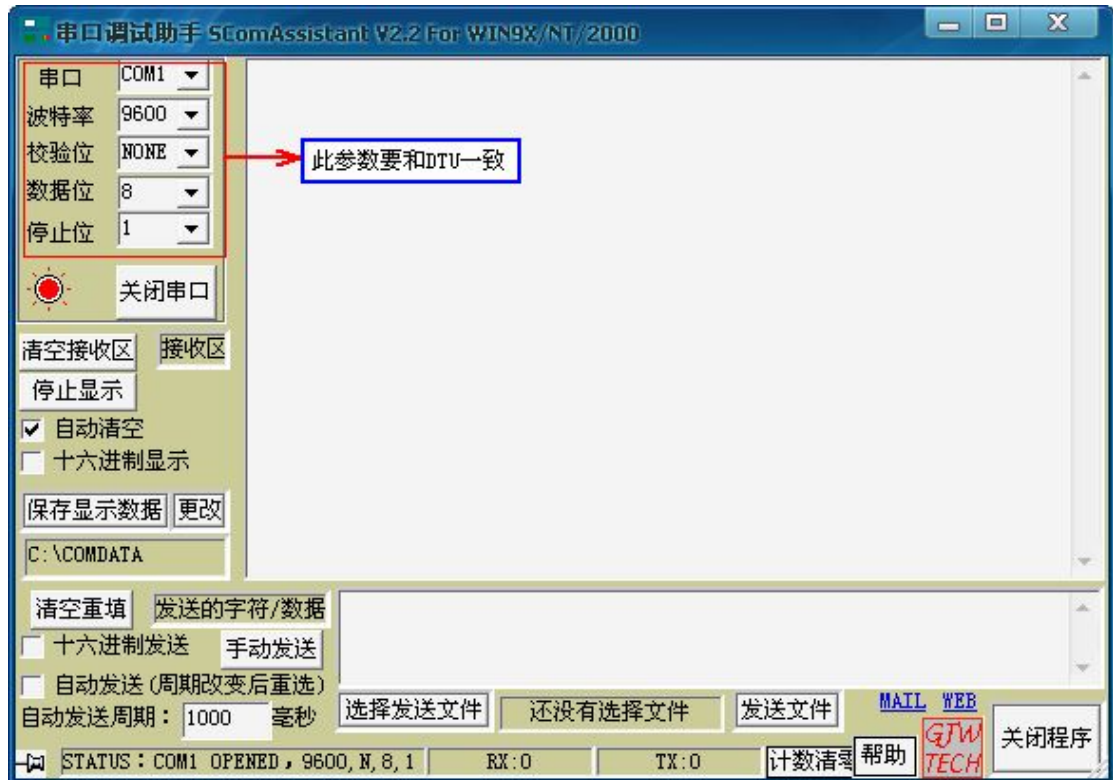 串口调试助手 SComAssistant V2.2 For WIN9X/NT/2000
串口 COM1
波特率 9600
校验位 NONE
数据位 8
停止位 1
此参数要和DTU一致
关闭串口
清空接收区 接收区
停止显示
自动清空
十六进制显示
保存显示数据 更改
C:\COMDATA
清空重填 发送的字符/数据
十六进制发送 手动发送
自动发送(周期改变后重选)
自动发送周期： 1000 毫秒
选择发送文件 还没有选择文件 发送文件
MAIL WEB
GJW
TECH
关闭程序
STATUS：COM1 OPENED，9600,N,8,1 RX:0 TX:0 计数清零 帮助